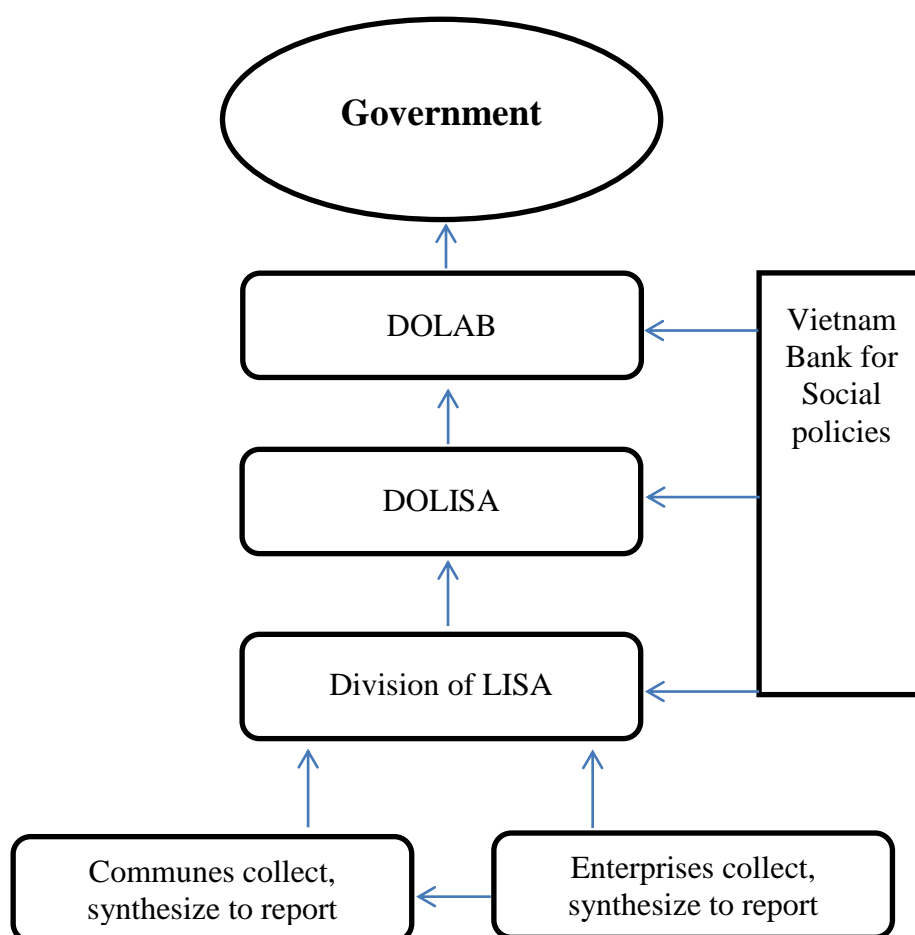 Government
DOLAB
Vietnam
Bank for
Social
policies
DOLISA
Division of LISA
Communes collect,
synthesize to report
Enterprises collect,
synthesize to report